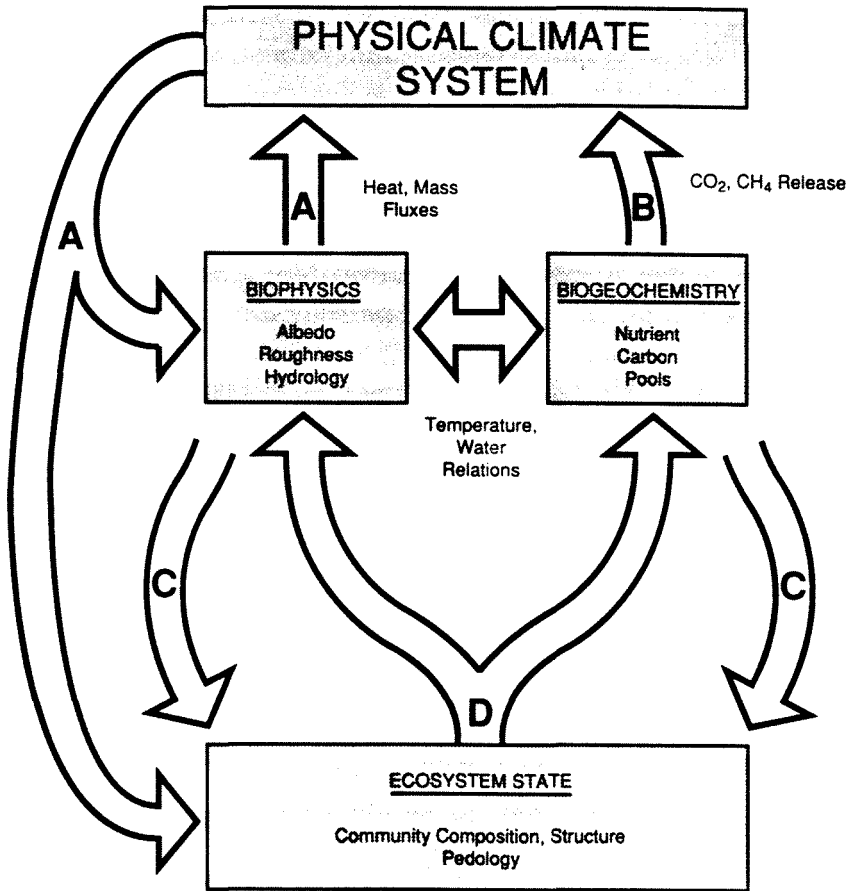 PHYSICAL CLIMATE
SYSTEM
A
Heat, Mass
Fluxes
A
B
CO₂, CH₄ Release
BIOPHYSICS
Albedo
Roughness
Hydrology
BIOGEOCHEMISTRY
Nutrient
Carbon
Pools
Temperature,
Water
Relations
C
C
D
ECOSYSTEM STATE
Community Composition, Structure
Pedology